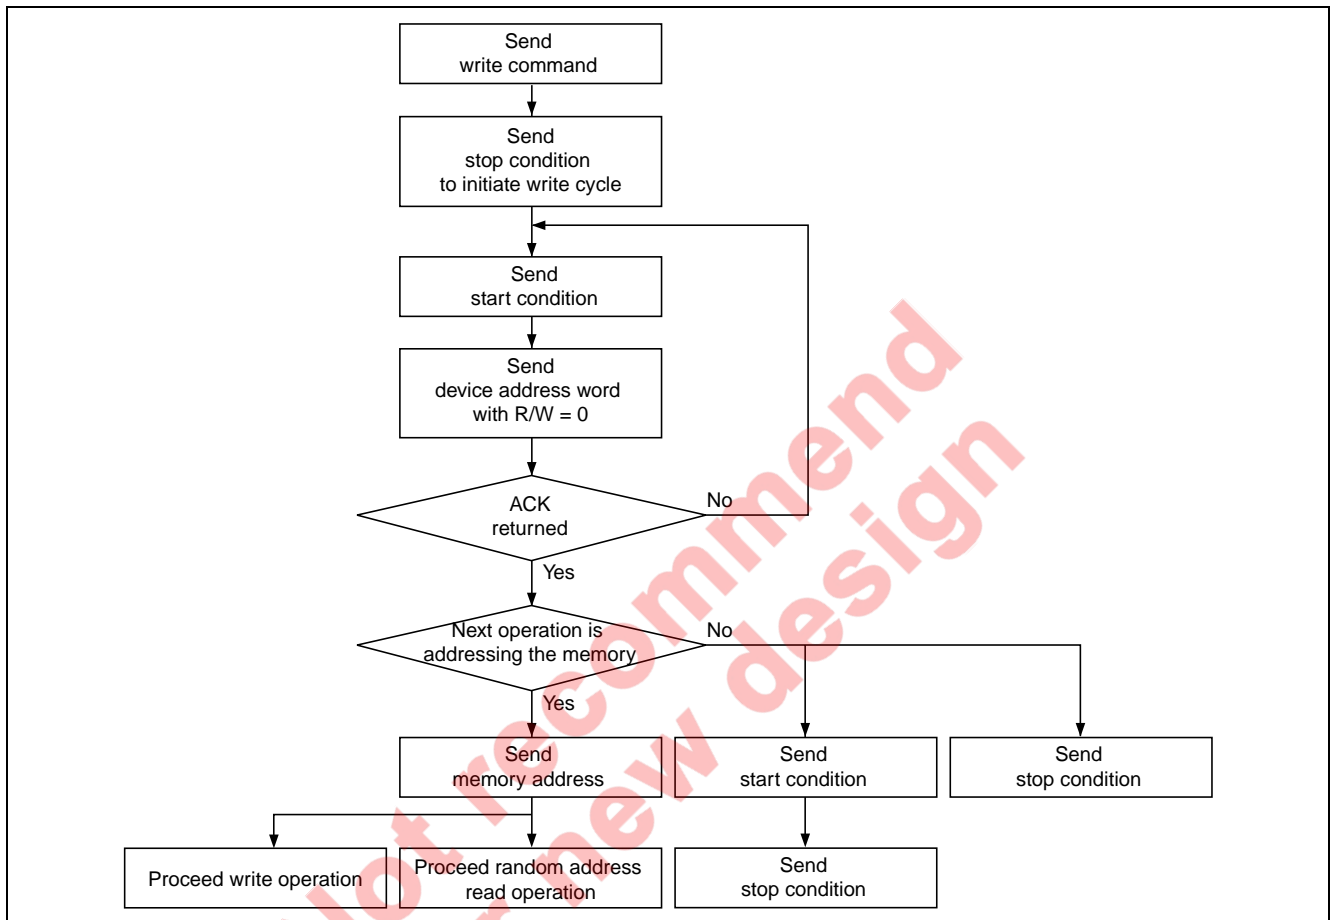 Send
write command
Send
stop condition
to initiate write cycle
Send
start condition
Send
device address word
with R/W = 0
ACK
returned
No
Yes
Next operation is
addressing the memory
No
Yes
Send
memory address
Send
start condition
Send
stop condition
Proceed write operation
Proceed random address
read operation
Send
stop condition
Not recommend
new design